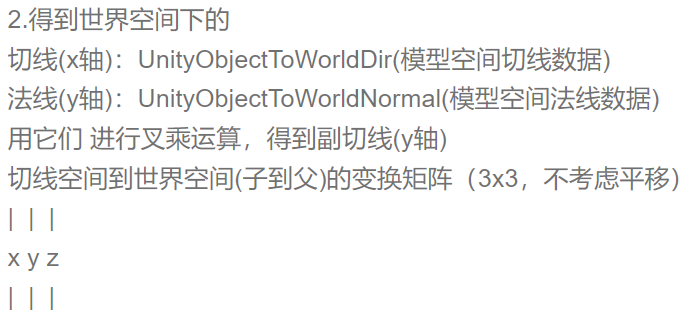 2.得到世界空间下的
切线(x轴)：UnityObjectToWorldDir(模型空间切线数据)
法线(y轴)：UnityObjectToWorldNormal(模型空间法线数据)
用它们 进行叉乘运算，得到副切线(y轴)
切线空间到世界空间(子到父)的变换矩阵（3x3，不考虑平移）
| | |
x y z
| | |